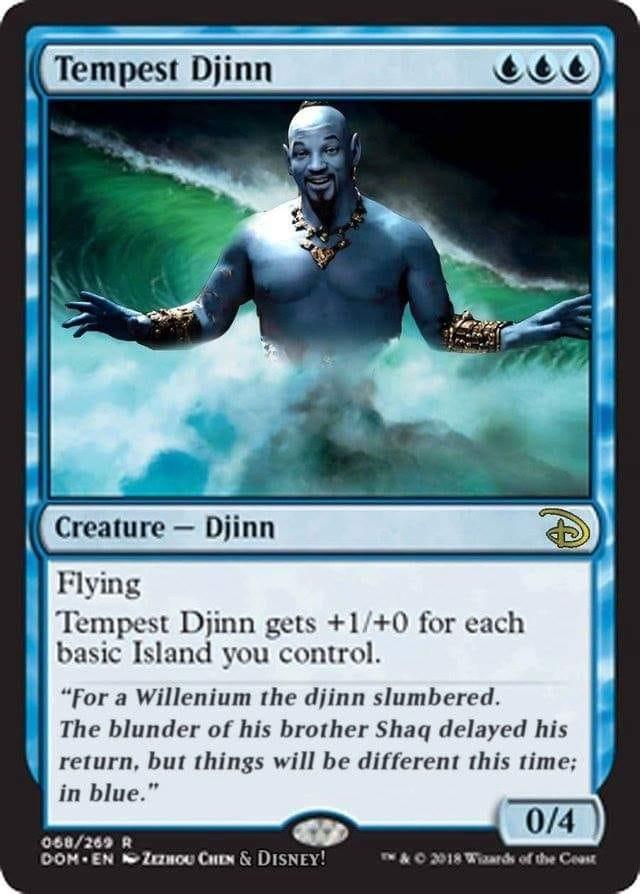 Tempest Djinn
Creature — Djinn
Flying
Tempest Djinn gets +1/+0 for each
basic Island you control.
"For a Willenium the djinn slumbered.
The blunder of his brother Shaq delayed his
return, but things will be different this time;
in blue."
0/4
068/269 R
DOM • EN Zezhou Chen & Disney!
™ & © 2018 Wizards of the Coast